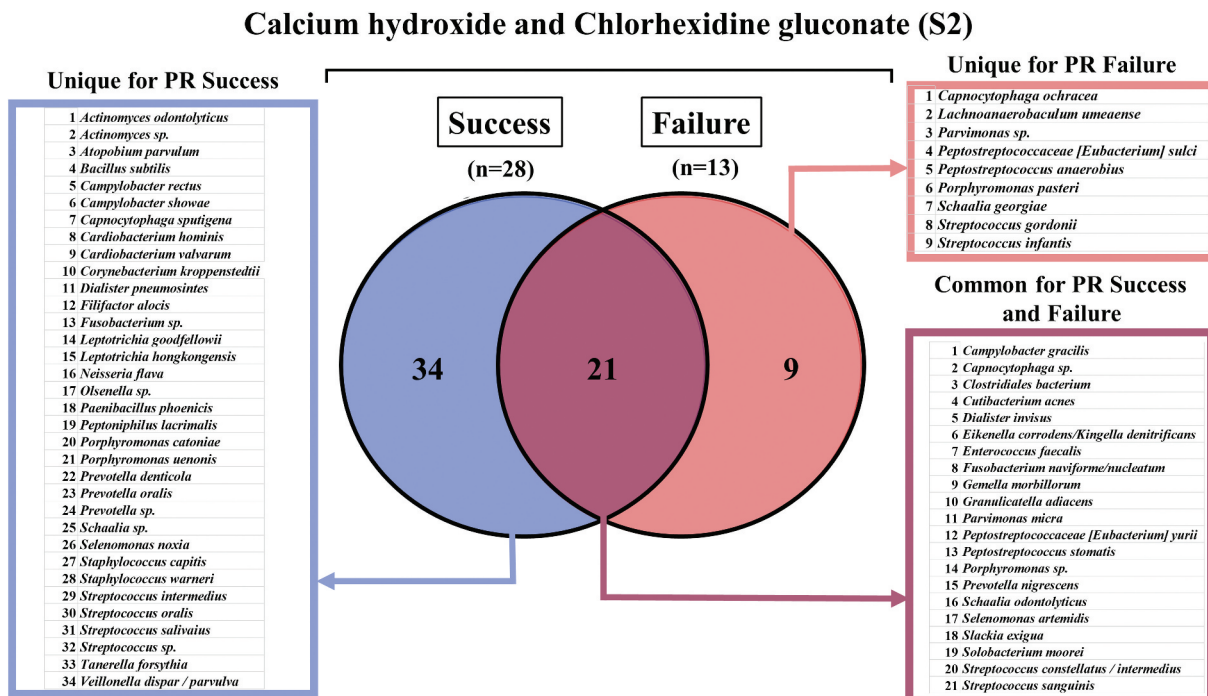 Calcium hydroxide and Chlorhexidine gluconate (S2)
Unique for PR Success
1 Actinomyces odontolyticus
2 Actinomyces sp.
3 Atopobium parvulum
4 Bacillus subtilis
5 Campylobacter rectus
6 Campylobacter showae
7 Capnocytophaga sputigena
8 Cardiobacterium hominis
9 Cardiobacterium valvarum
10 Corynebacterium kroppenstedtii
11 Dialister pneumosintes
12 Filifactor alocis
13 Fusobacterium sp.
14 Leptotrichia goodfellowii
15 Leptotrichia hongkongensis
16 Neisseria flava
17 Olsenella sp.
18 Paenibacillus phoenicis
19 Peptoniphilus lacrimalis
20 Porphyromonas catoniae
21 Porphyromonas uenonis
22 Prevotella denticola
23 Prevotella oralis
24 Prevotella sp.
25 Schaalia sp.
26 Selenomonas noxia
27 Staphylococcus capitis
28 Staphylococcus warneri
29 Streptococcus intermedius
30 Streptococcus oralis
31 Streptococcus salivaius
32 Streptococcus sp.
33 Tanerella forsythia
34 Veillonella dispar / parvulva
Success
(n=28)
Failure
(n=13)
34
21
9
Unique for PR Failure
1 Capnocytophaga ochracea
2 Lachnoanaerobaculum umeaense
3 Parvimonas sp.
4 Peptostreptococcaceae [Eubacterium] sulci
5 Peptostreptococcus anaerobius
6 Porphyromonas pasteri
7 Schaalia georgiae
8 Streptococcus gordonii
9 Streptococcus infantis
Common for PR Success
and Failure
1 Campylobacter gracilis
2 Capnocytophaga sp.
3 Clostridiales bacterium
4 Cutibacterium acnes
5 Dialister invisus
6 Eikenella corrodens/Kingella denitrificans
7 Enterococcus faecalis
8 Fusobacterium naviforme/nucleatum
9 Gemella morbillorum
10 Granulicatella adiacens
11 Parvimonas micra
12 Peptostreptococcaceae [Eubacterium] yurii
13 Peptostreptococcus stomatis
14 Porphyromonas sp.
15 Prevotella nigrescens
16 Schaalia odontolyticus
17 Selenomonas artemidis
18 Slackia exigua
19 Solobacterium moorei
20 Streptococcus constellatus / intermedius
21 Streptococcus sanguinis